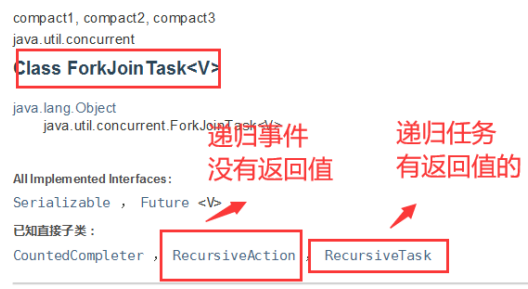 compact1, compact2, compact3
java.util.concurrent
Class ForkJoinTask<V>
java.lang.Object
java.util.concurrent.ForkJoinTask<V>
递归事件
没有返回值
递归任务
有返回值的
All Implemented Interfaces:
Serializable , Future <V>
已知直接子类：
CountedCompleter , RecursiveAction , RecursiveTask